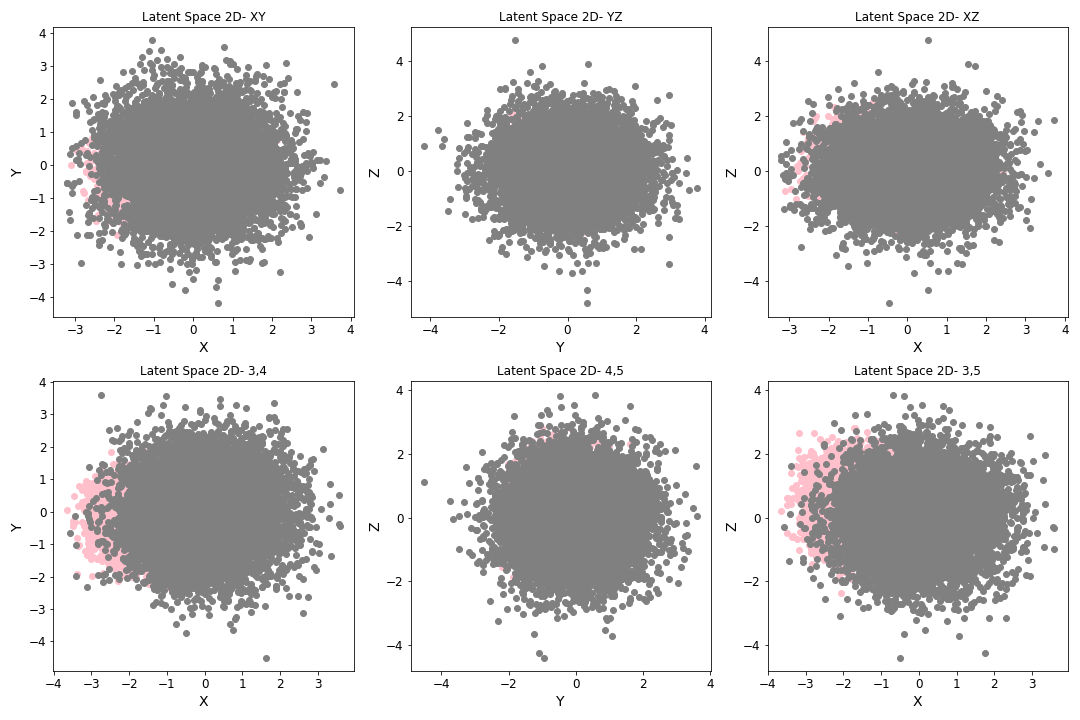 Latent Space 2D- XY
Latent Space 2D- YZ
Latent Space 2D- XZ
4
3
2
1
0
−1
−2
−3
−4
Y
−3 −2 −1 0 1 2 3 4
X
4
2
0
−2
−4
Z
−4 −2 0 2 4
Y
4
2
0
−2
−4
Z
−3 −2 −1 0 1 2 3 4
X
Latent Space 2D- 3,4
Latent Space 2D- 4,5
Latent Space 2D- 3,5
4
3
2
1
0
−1
−2
−3
−4
Y
−4 −3 −2 −1 0 1 2 3
X
4
2
0
−2
−4
Z
−4 −2 0 2 4
Y
4
2
0
−2
−4
Z
−4 −3 −2 −1 0 1 2 3
X